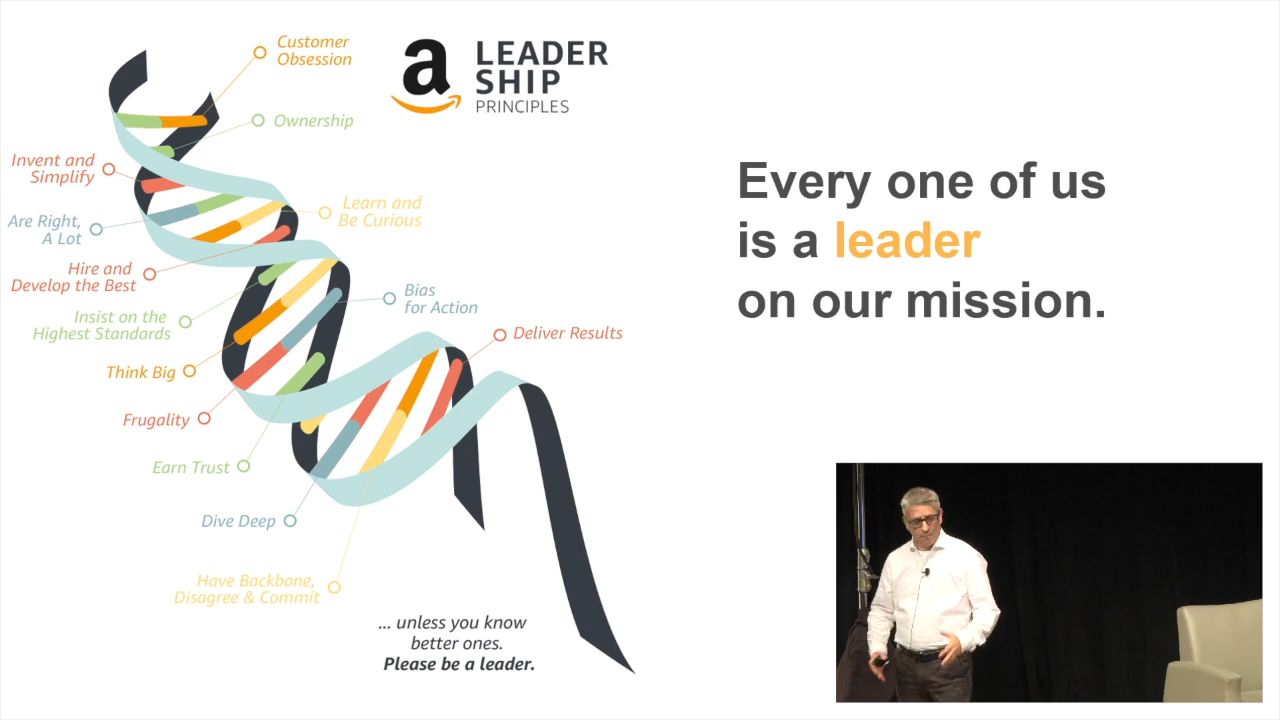 a
LEADER
SHIP
PRINCIPLES
Customer
Obsession
Ownership
Invent and
Simplify
Are Right,
A Lot
Learn and
Be Curious
Hire and
Develop the Best
Insist on the
Highest Standards
Bias
for Action
Think Big
Deliver Results
Frugality
Earn Trust
Dive Deep
Have Backbone,
Disagree & Commit
... unless you know
better ones.
Please be a leader.
Every one of us
is a leader
on our mission.